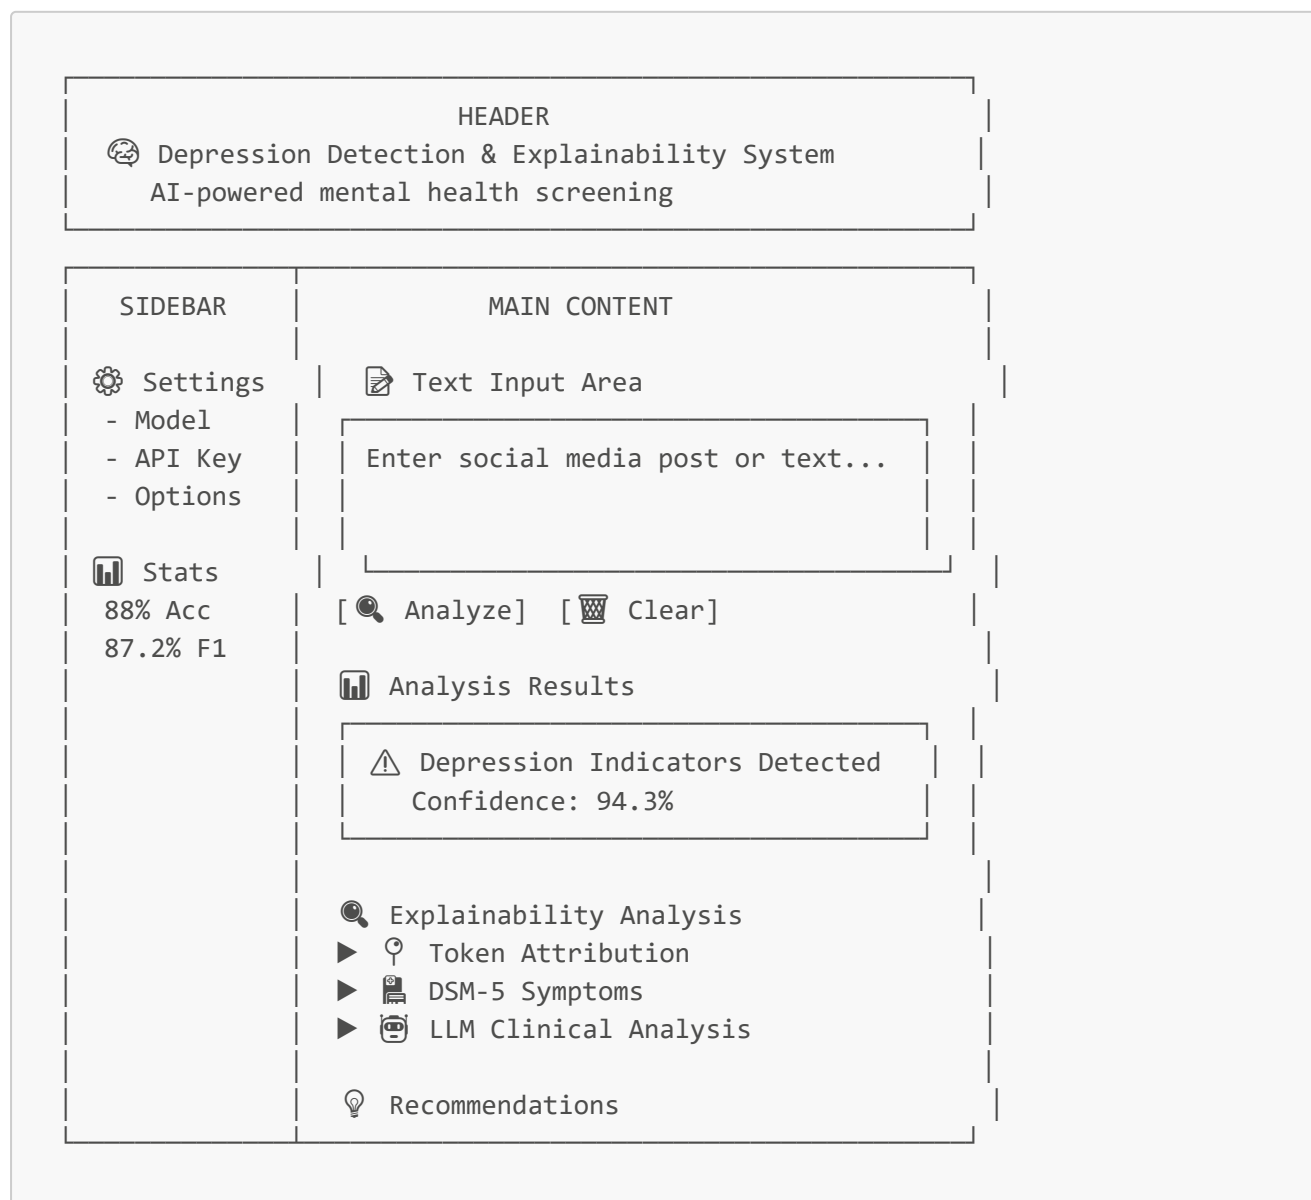 HEADER
🧠 Depression Detection & Explainability System
AI-powered mental health screening
SIDEBAR
MAIN CONTENT
⚙ Settings
- Model
- API Key
- Options
📊 Stats
88% Acc
87.2% F1
📝 Text Input Area
Enter social media post or text...
[🔍 Analyze] [🗑 Clear]
📊 Analysis Results
⚠ Depression Indicators Detected
Confidence: 94.3%
🔍 Explainability Analysis
▶ 📍 Token Attribution
▶ 🏥 DSM-5 Symptoms
▶ 🤖 LLM Clinical Analysis
💡 Recommendations